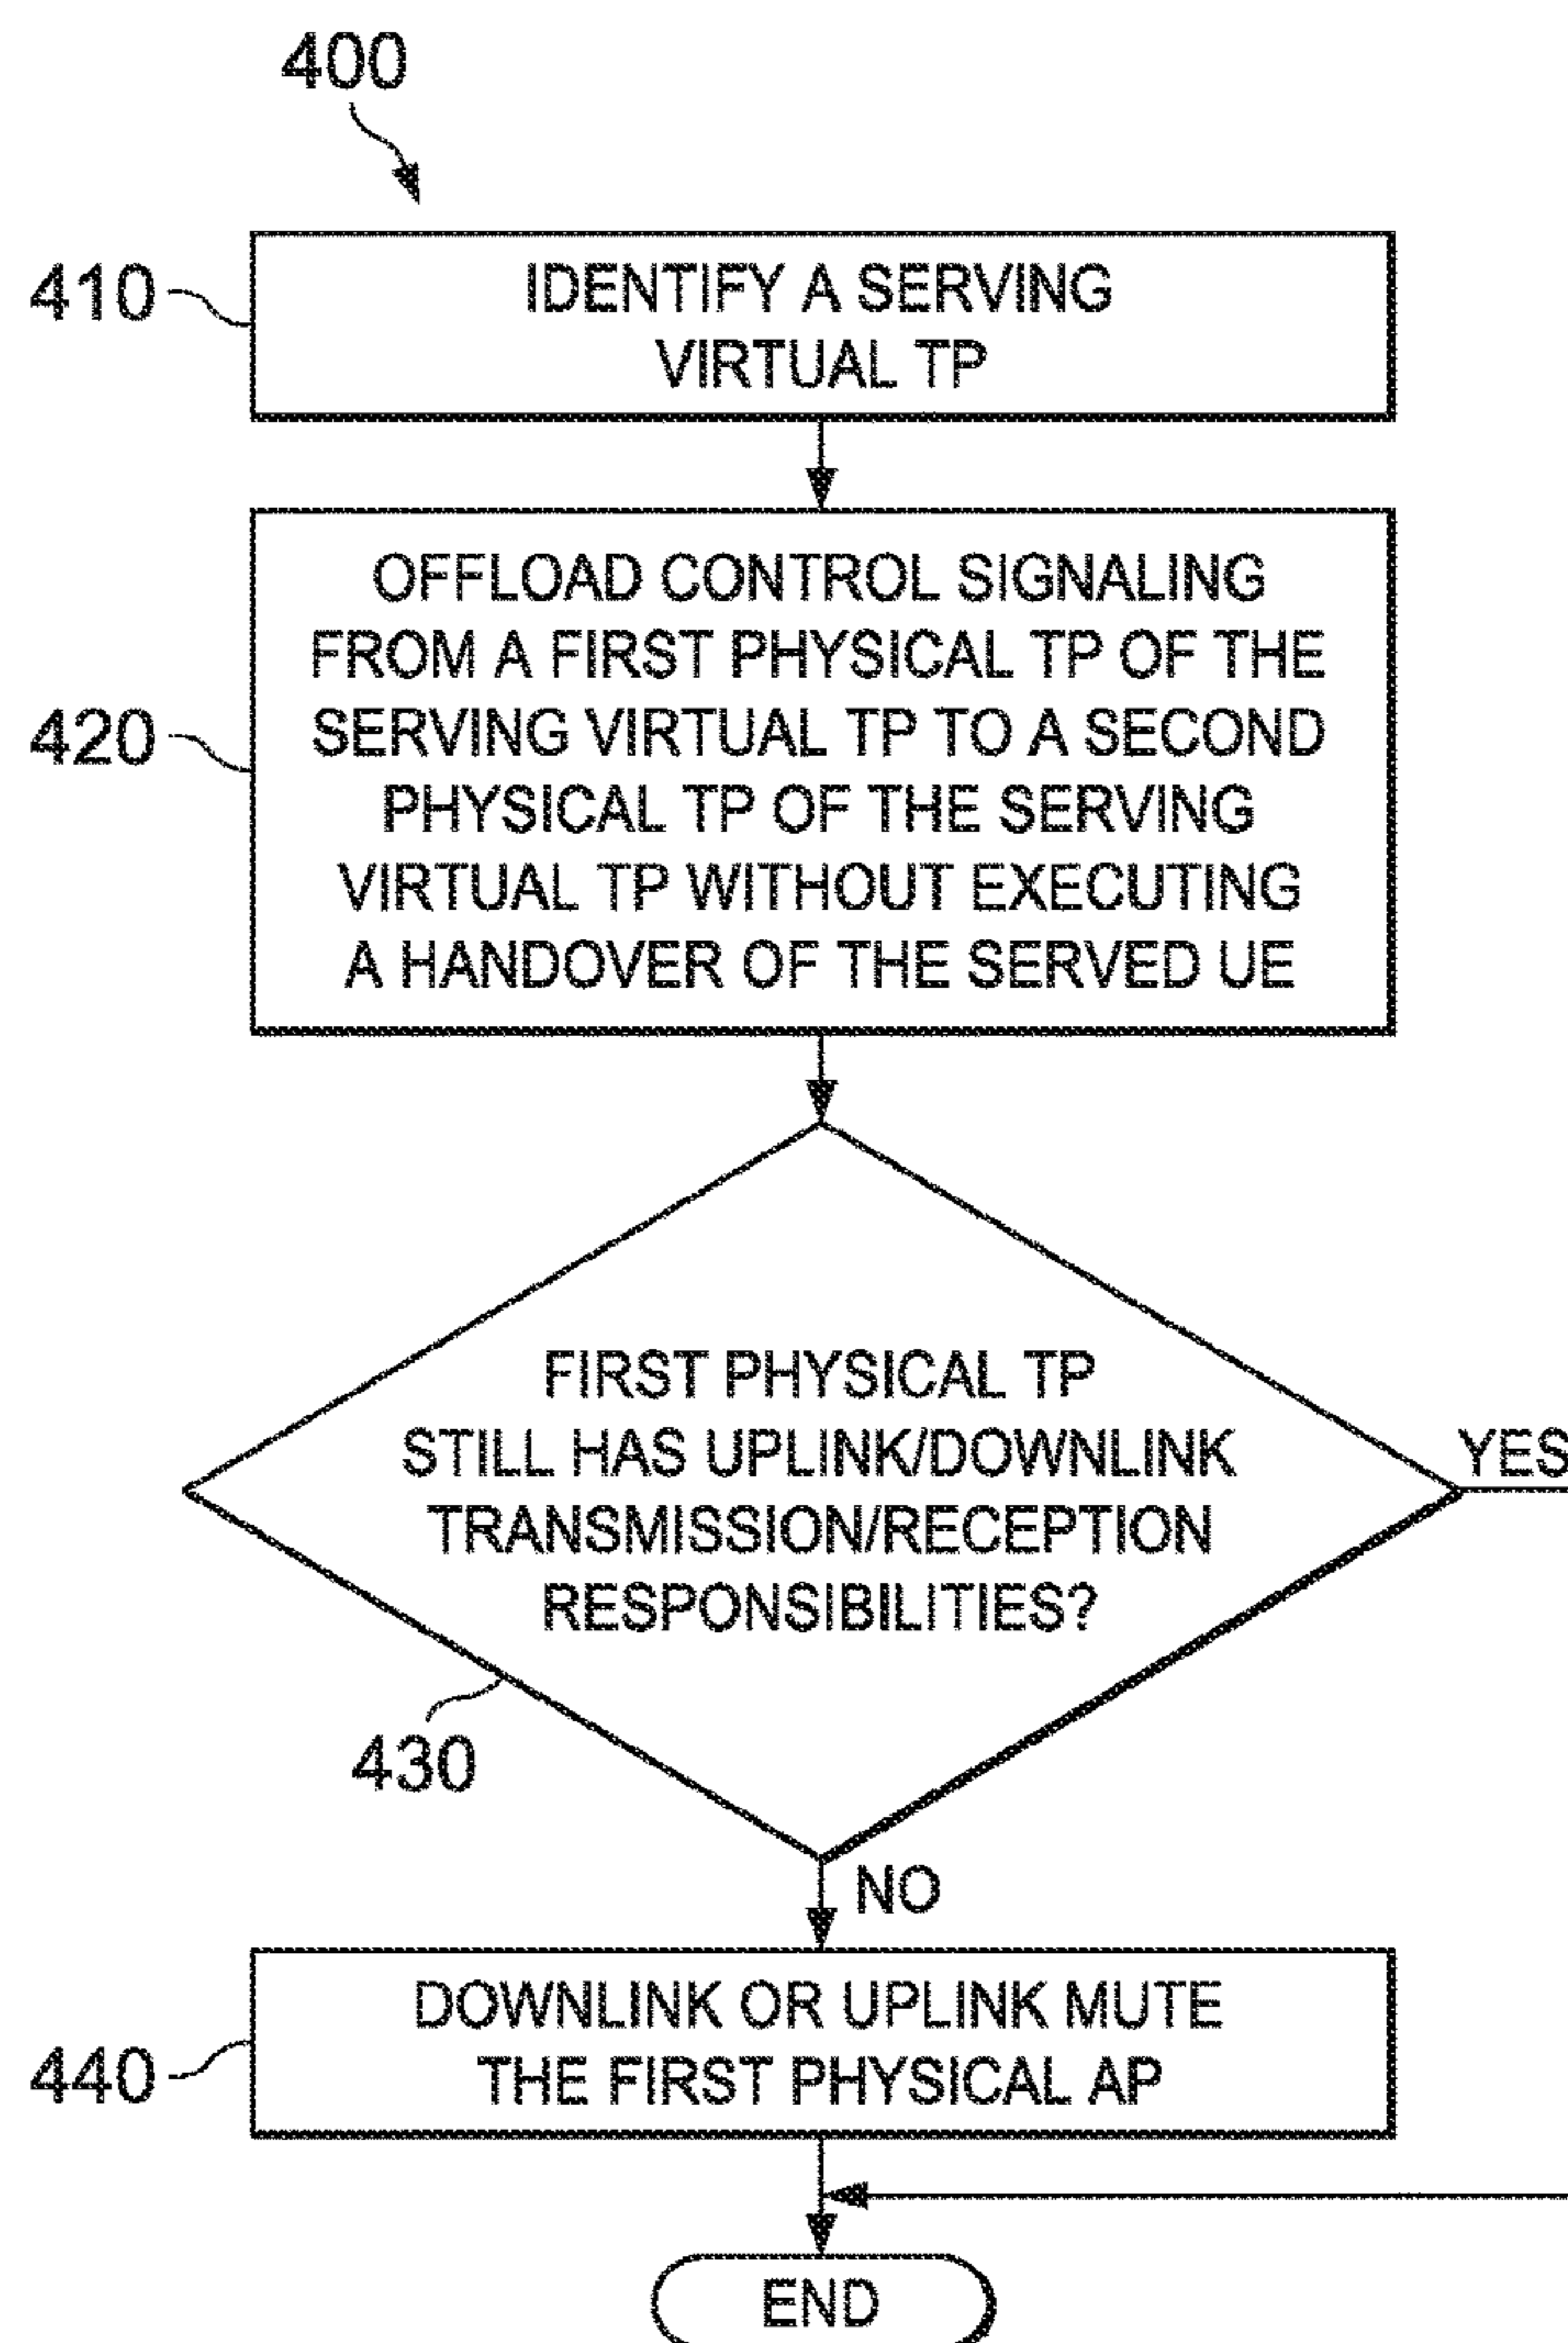 400
410
IDENTIFY A SERVING
VIRTUAL TP
420
OFFLOAD CONTROL SIGNALING
FROM A FIRST PHYSICAL TP OF THE
SERVING VIRTUAL TP TO A SECOND
PHYSICAL TP OF THE SERVING
VIRTUAL TP WITHOUT EXECUTING
A HANDOVER OF THE SERVED UE
FIRST PHYSICAL TP
STILL HAS UPLINK/DOWNLINK
TRANSMISSION/RECEPTION
RESPONSIBILITIES?
YES
430
NO
440
DOWNLINK OR UPLINK MUTE
THE FIRST PHYSICAL AP
END